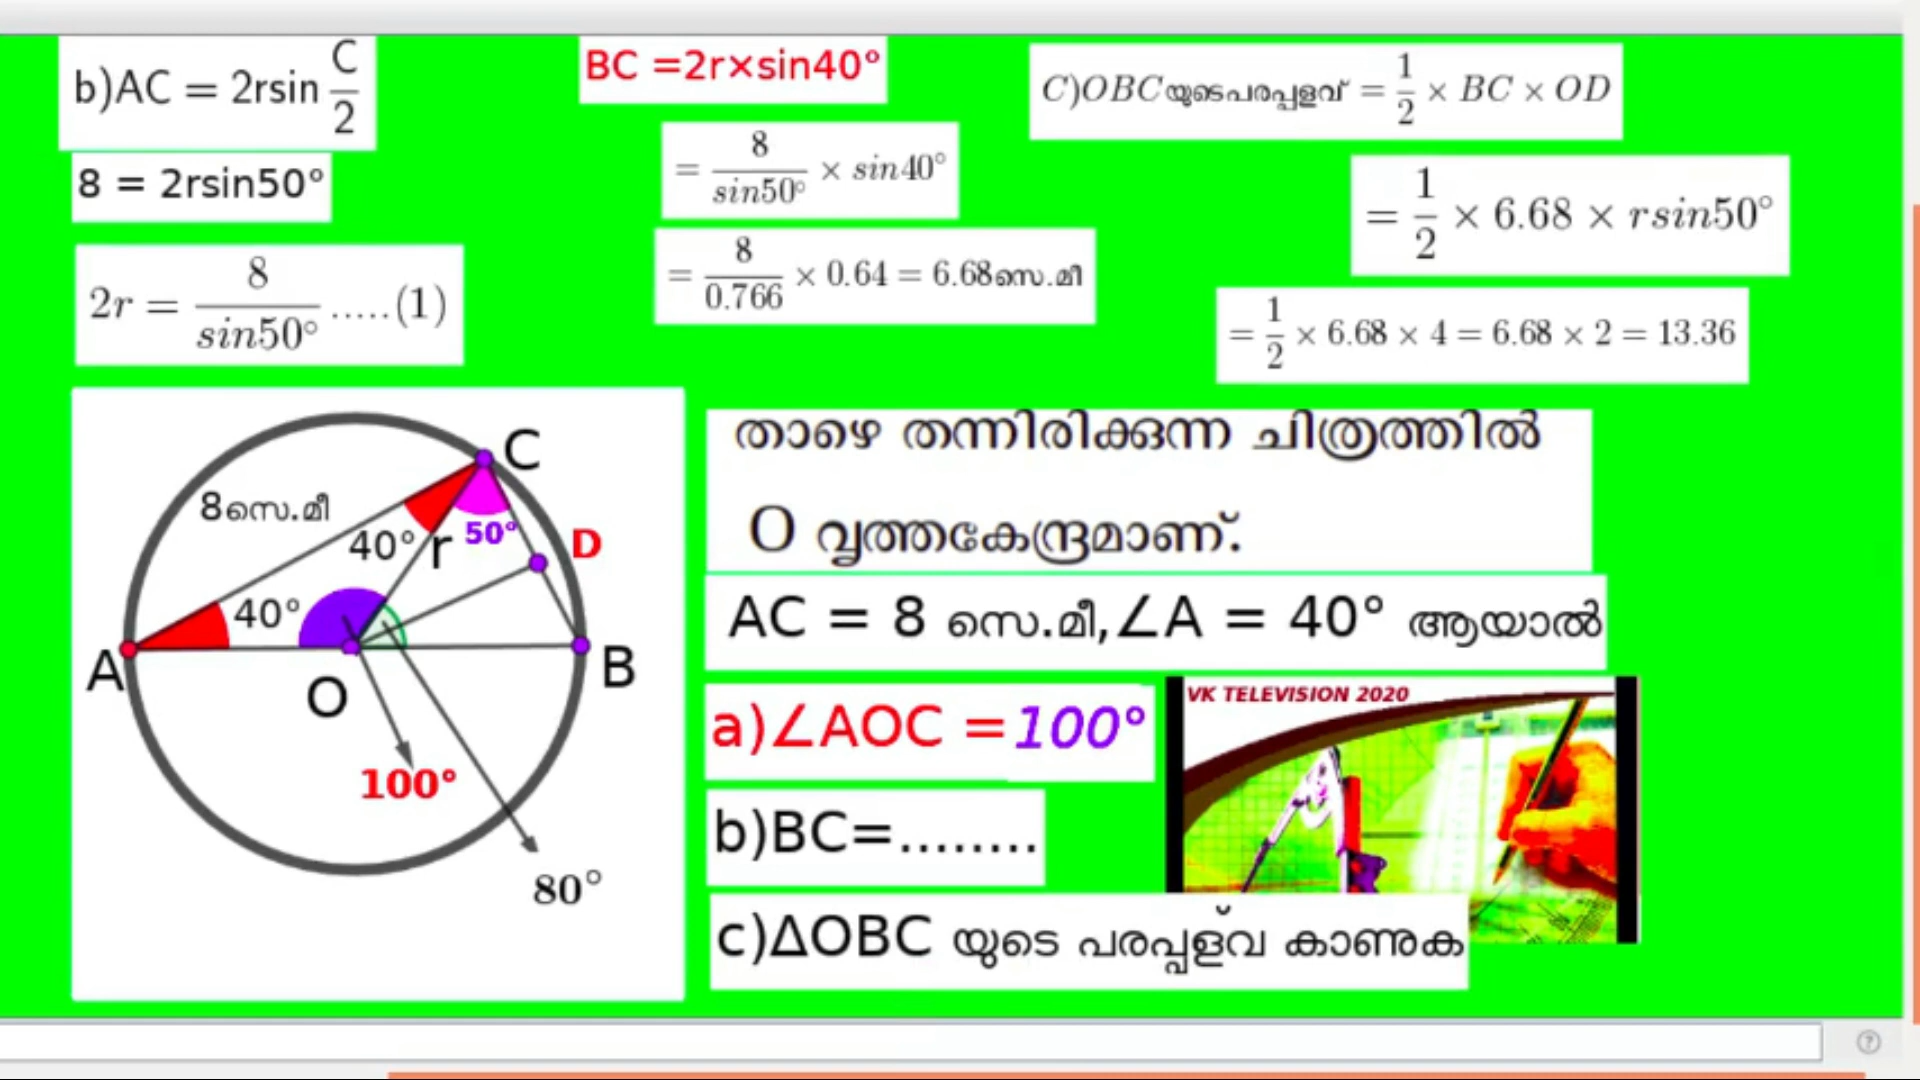 b)AC = 2rsin C/2
8 = 2rsin50°
2r = 8/sin50° .....(1)
BC =2r×sin40°
= 8/sin50° × sin40°
= 8/0.766 × 0.64 = 6.68സെ.മീ
C)OBCയുടെപരപ്പളവ് = 1/2 × BC × OD
= 1/2 × 6.68 × rsin50°
= 1/2 × 6.68 × 4 = 6.68 × 2 = 13.36
C
8സെ.മീ
40° r 50° D
40°
A O B
100°
80°
താഴെ തന്നിരിക്കുന്ന ചിത്രത്തിൽ
O വൃത്തകേന്ദ്രമാണ്.
AC = 8 സെ.മീ,∠A = 40° ആയാൽ
a)∠AOC =100°
b)BC=........
c)ΔOBC യുടെ പരപ്പള്വ കാണുക
VK TELEVISION 2020